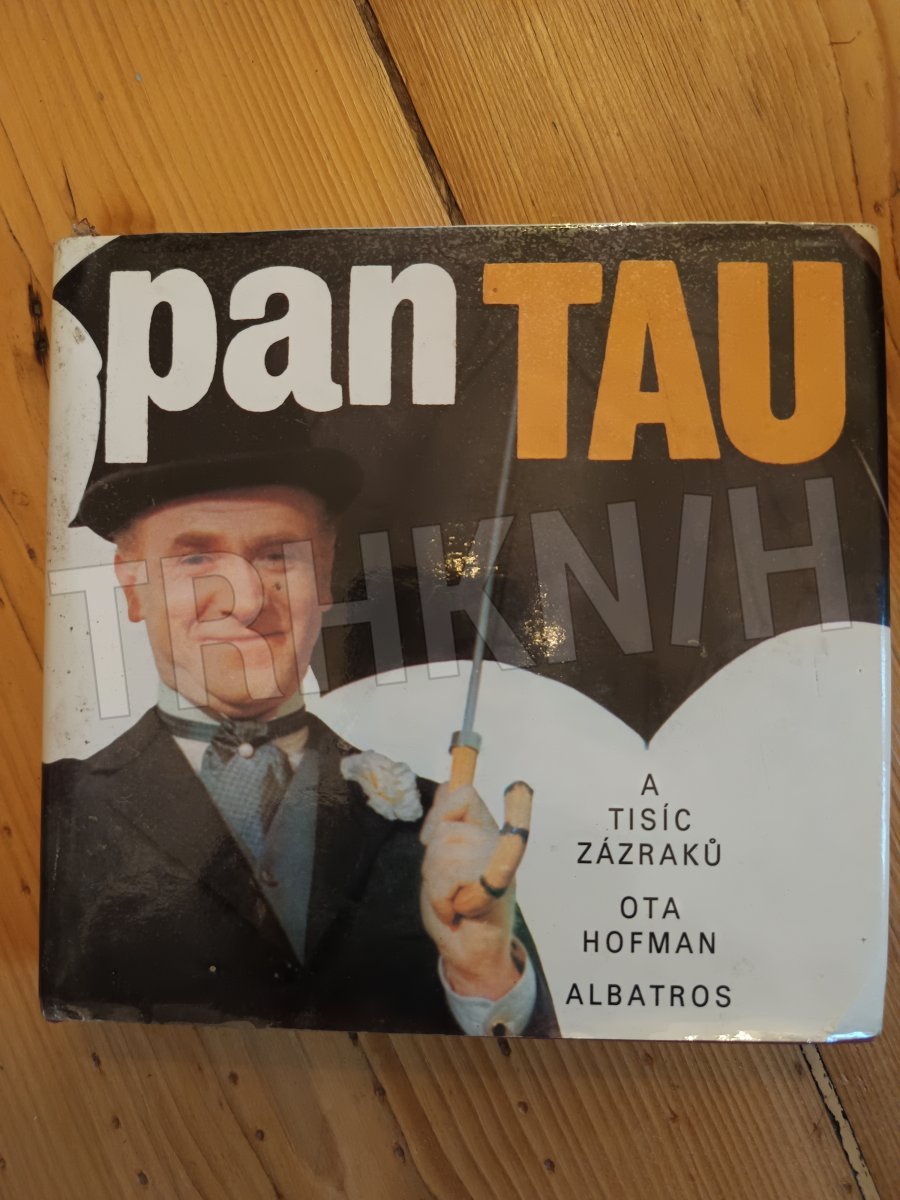 pan TAU
TRHKNIH
A
TISÍC
ZÁZRAKŮ
OTA
HOFMAN
ALBATROS